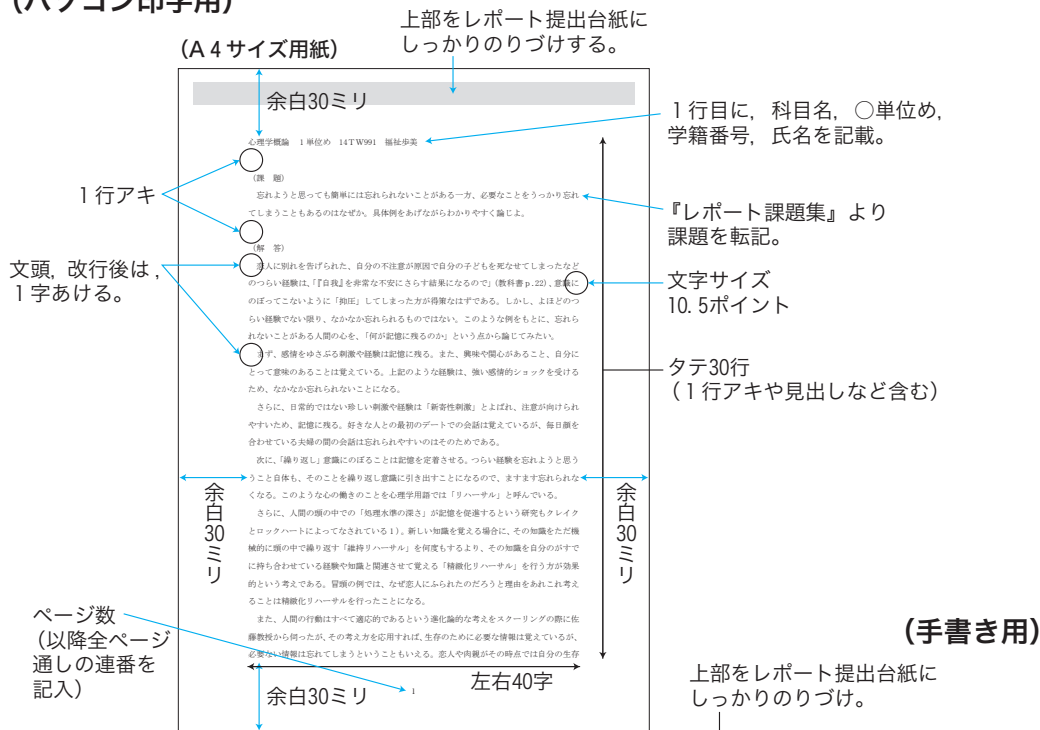 (パソコン印字用)
上部をレポート提出台紙に
しっかりのりづけする。
(A4サイズ用紙)
余白30ミリ
1行目に，科目名，○単位め，
学籍番号，氏名を記載。
心理学概論　1単位め　14TW991　福祉歩美
1行アキ
(課　題)
忘れようと思っても簡単には忘れられないことがある一方、必要なことをうっかり忘れ
てしまうこともあるのはなぜか。具体例をあげながらわかりやすく論じよ。
『レポート課題集』より
課題を転記。
(解　答)
文頭，改行後は，
1字あける。
恋人に別れを告げられた、自分の不注意が原因で自分の子どもを死なせてしまったなど
のつらい経験は、「『自我』を非常な不安にさらす結果になるので」(教科書p.22)、意識に
のぼってこないように「抑圧」してしまった方が得策なはずである。しかし、よほどのつ
らい経験でない限り、なかなか忘れられるものではない。このような例をもとに、忘れら
れないことがある人間の心を、「何が記憶に残るのか」という点から論じてみたい。
文字サイズ
10.5ポイント
まず、感情をゆさぶる刺激や経験は記憶に残る。また、興味や関心があること、自分に
とって意味のあることは覚えている。上記のような経験は、強い感情的ショックを受ける
ため、なかなか忘れられないことになる。
タテ30行
(1行アキや見出しなど含む)
さらに、日常的ではない珍しい刺激や経験は「新奇性刺激」とよばれ、注意が向けられ
やすいため、記憶に残る。好きな人との最初のデートでの会話は覚えているが、毎日顔を
合わせている夫婦の間の会話は忘れられやすいのはそのためである。
次に、「繰り返し」意識にのぼることは記憶を定着させる。つらい経験を忘れようと思う
うこと自体も、そのことを繰り返し意識に引き出すことになるので、ますます忘れられな
くなる。このような心の働きのことを心理学用語では「リハーサル」と呼んでいる。
さらに、人間の頭の中での「処理水準の深さ」が記憶を促進するという研究もクレイク
とロックハートによってなされている1)。新しい知識を覚える場合に、その知識をただ機
械的に頭の中で繰り返す「維持リハーサル」を何度もするより、その知識を自分のがすで
に持ち合わせている経験や知識と関連させて覚える「精緻化リハーサル」を行う方が効果
的という考えである。冒頭の例では、なぜ恋人にふられたのだろうと理由をあれこれ考え
ることは精緻化リハーサルを行ったことになる。
また、人間の行動はすべて適応的であるという進化論的な考えをスクーリングの際に佐
藤教授から伺ったが、その考え方を応用すれば、生存のために必要な情報は覚えているが、
必要ない情報は忘れてしまうということもいえる。恋人や肉親がその時点では自分の生存
余白30ミリ
余白30ミリ
ページ数
(以降全ページ
通しの連番を
記入)
左右40字
余白30ミリ
1
(手書き用)
上部をレポート提出台紙に
しっかりのりづけ。